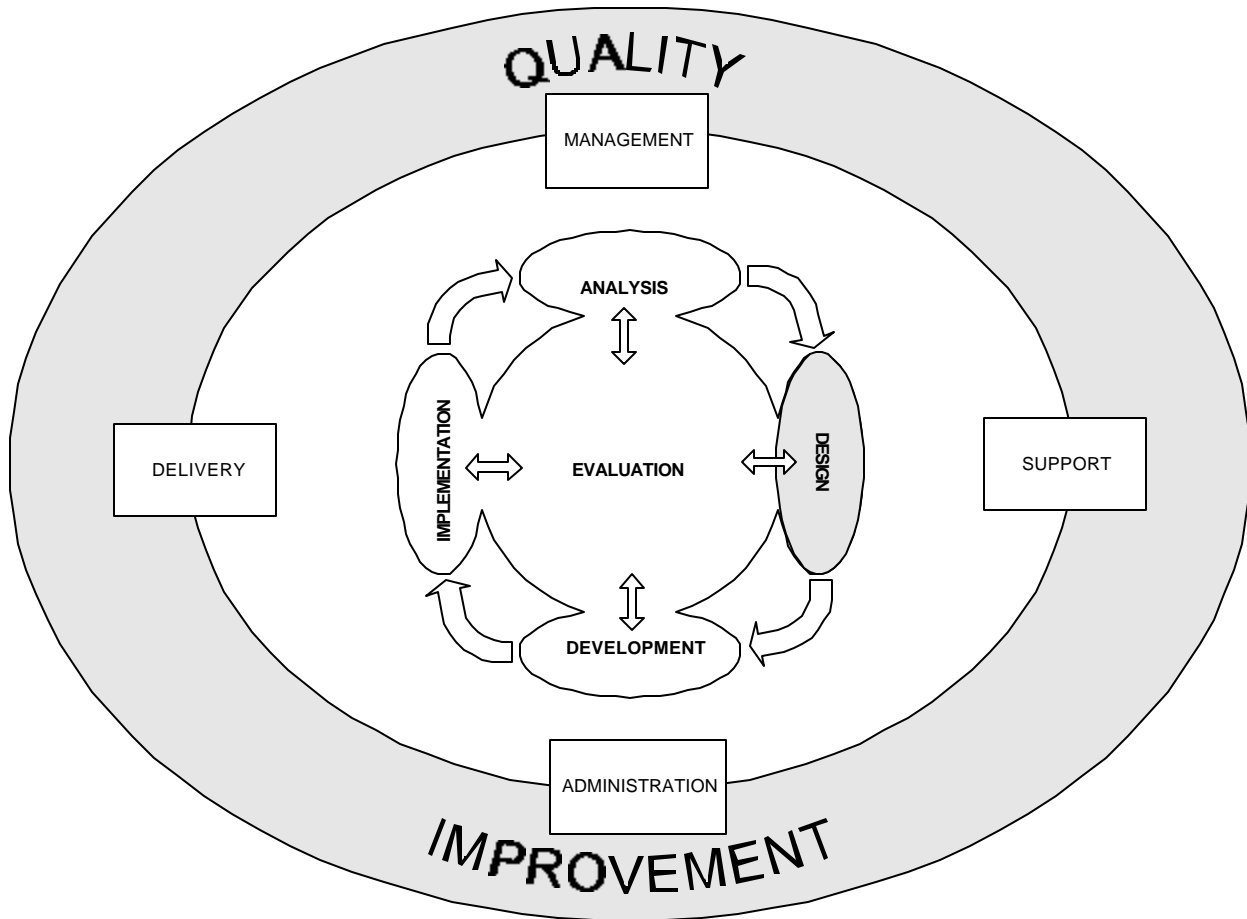 QUALITY
MANAGEMENT
ANALYSIS
IMPLEMENTATION
DESIGN
DELIVERY
EVALUATION
SUPPORT
DEVELOPMENT
ADMINISTRATION
IMPROVEMENT